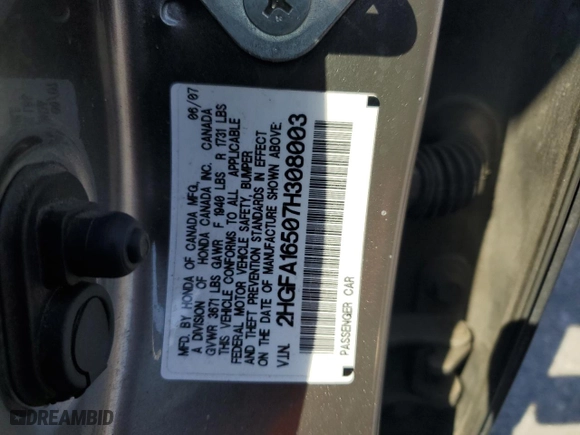 MFD. BY HONDA OF CANADA MFG. 06/07
A DIVISION OF HONDA CANADA INC. CANADA
GVWR 3671 LBS GAWR F 1940 LBS R 1731 LBS
THIS VEHICLE CONFORMS TO ALL APPLICABLE
FEDERAL MOTOR VEHICLE SAFETY, BUMPER
AND THEFT PREVENTION STANDARDS IN EFFECT
ON THE DATE OF MANUFACTURE SHOWN ABOVE.
V.I.N. 2HGFA16507H308003
PASSENGER CAR
DREAMBID